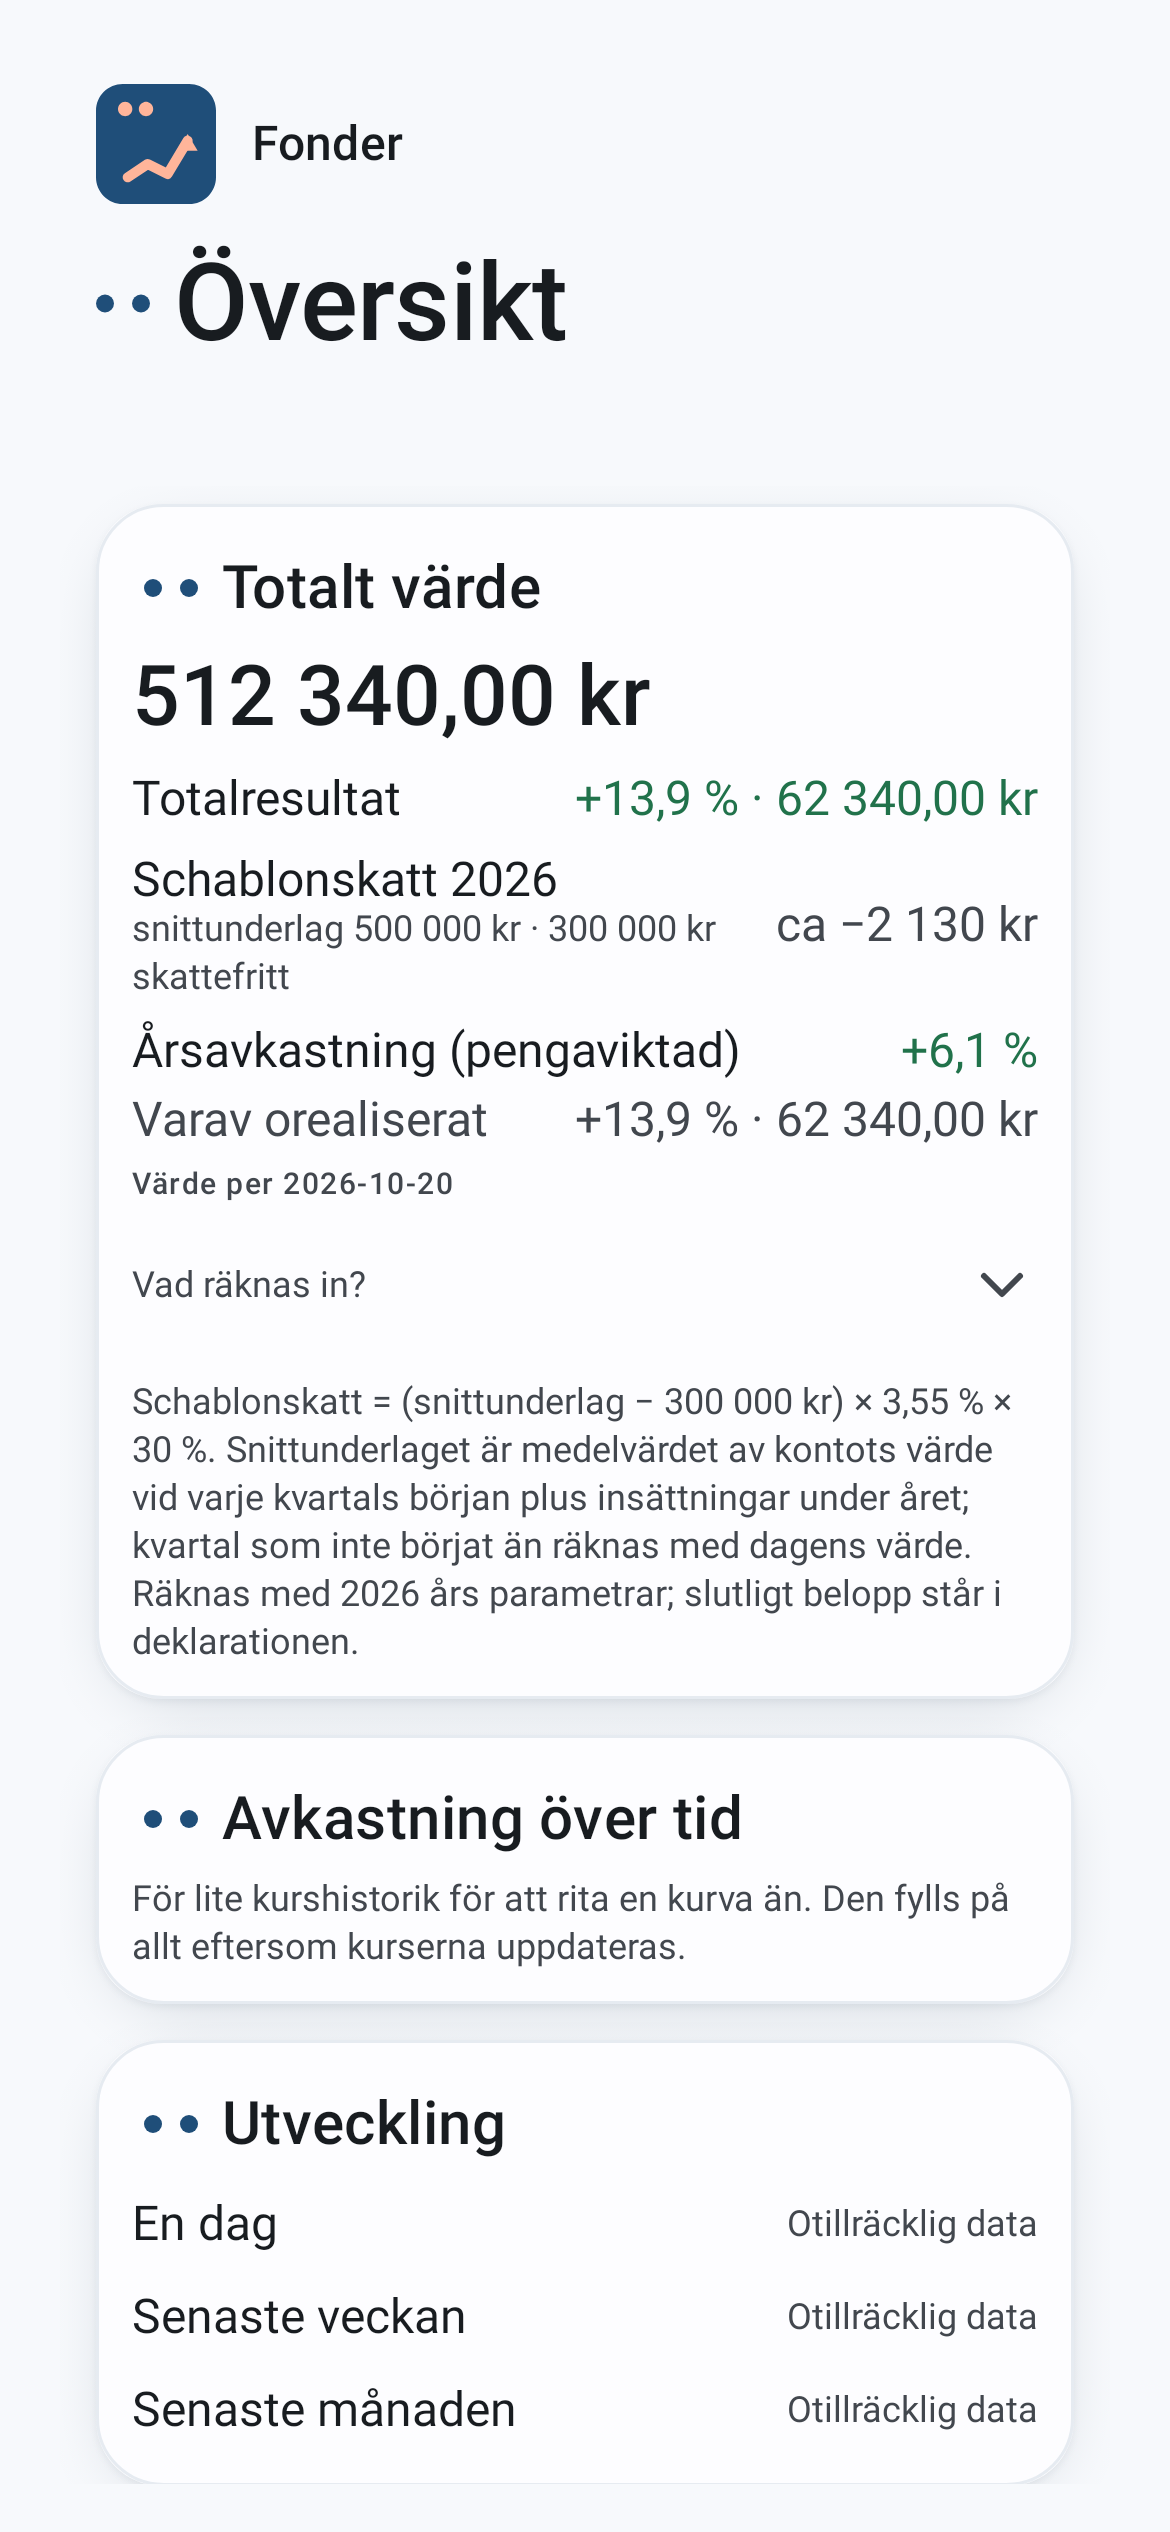 Fonder
Översikt
Totalt värde
512 340,00 kr
Totalresultat +13,9 % · 62 340,00 kr
Schablonskatt 2026
snittunderlag 500 000 kr · 300 000 kr ca −2 130 kr
skattefritt
Årsavkastning (pengaviktad) +6,1 %
Varav orealiserat +13,9 % · 62 340,00 kr
Värde per 2026-10-20
Vad räknas in?
Schablonskatt = (snittunderlag − 300 000 kr) × 3,55 % ×
30 %. Snittunderlaget är medelvärdet av kontots värde
vid varje kvartals början plus insättningar under året;
kvartal som inte börjat än räknas med dagens värde.
Räknas med 2026 års parametrar; slutligt belopp står i
deklarationen.
Avkastning över tid
För lite kurshistorik för att rita en kurva än. Den fylls på
allt eftersom kurserna uppdateras.
Utveckling
En dag Otillräcklig data
Senaste veckan Otillräcklig data
Senaste månaden Otillräcklig data